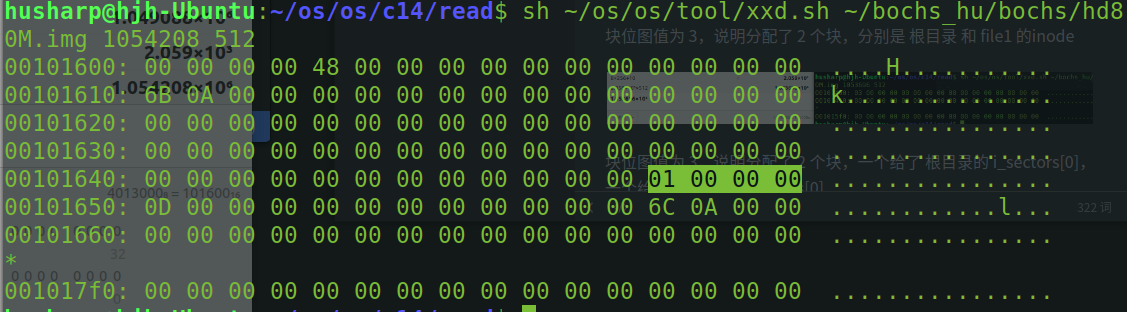 husharp@hjh-Ubuntu:~/os/os/c14/read$ sh ~/os/os/tool/xxd.sh ~/bochs_hu/bochs/hd8
0M.img 1054208 512
块位图值为 3，说明分配了 2 个块，分别是 根目录 和 file1 的inode
2.059×10³
00101600: 00 00 00 00 48 00 00 00 00 00 00 00 00 00 00 00 ....H...........
00101610: 6B 0A 00 00 00 00 00 00 00 00 00 00 00 00 00 00 k...............
00101620: 00 00 00 00 00 00 00 00 00 00 00 00 00 00 00 00 ................
00101630: 00 00 00 00 00 00 00 00 00 00 00 00 00 00 00 00 ................
块位图值为 3，说明分配了 2 个块，一个给了 根目录的 i_sectors[0]，
00101640: 00 00 00 00 00 00 00 00 00 00 00 00 01 00 00 00 ................
4013000₈ = 101600₁₆
00101650: 0D 00 00 00 00 00 00 00 00 00 00 00 6C 0A 00 00 ............l...
322 词
00101660: 00 00 00 00 00 00 00 00 00 00 00 00 00 00 00 00 ................
32
*
0 0 0 0 0 0 0 0
001017f0: 00 00 00 00 00 00 00 00 00 00 00 00 00 00 00 00 ................